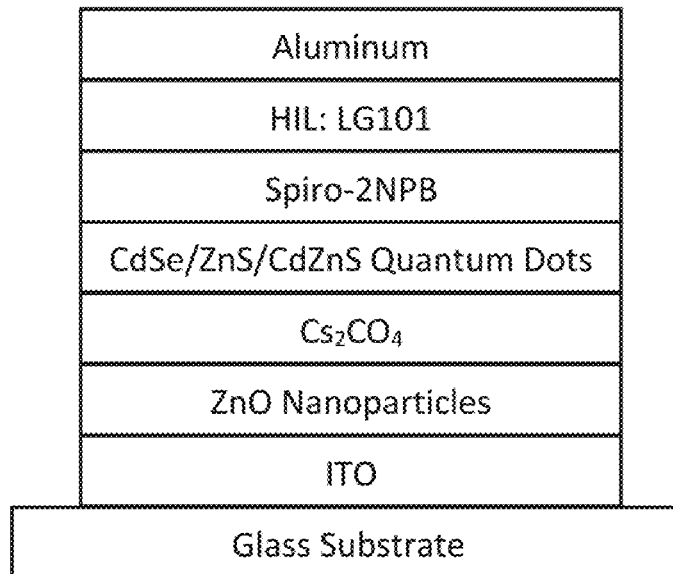 Aluminum
HIL: LG101
Spiro-2NPB
CdSe/ZnS/CdZnS Quantum Dots
Cs₂CO₄
ZnO Nanoparticles
ITO
Glass Substrate